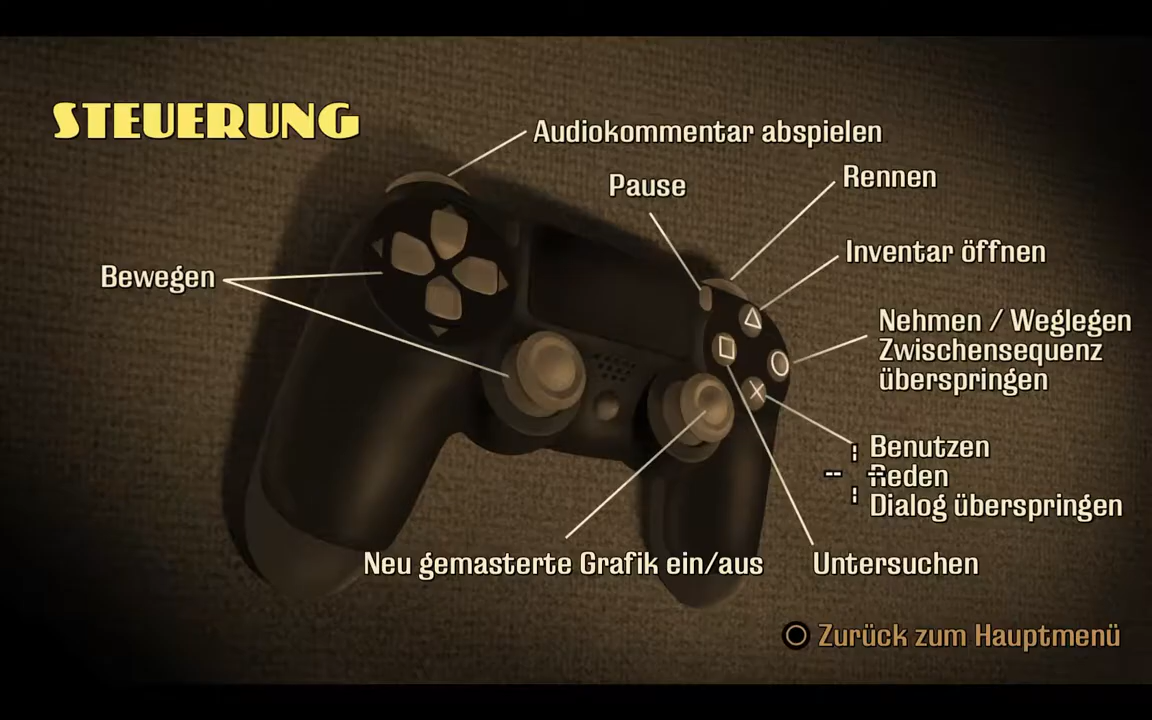 STEUERUNG
Audiokommentar abspielen
Pause
Rennen
Inventar öffnen
Bewegen
Nehmen / Weglegen
Zwischensequenz
überspringen
Benutzen
Reden
Dialog überspringen
Neu gemasterte Grafik ein/aus
Untersuchen
Zurück zum Hauptmenü